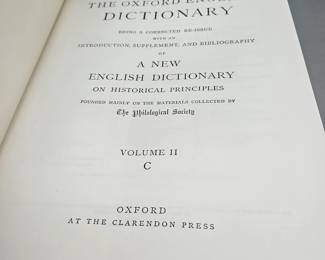 THE OXFORD ENGLISH
DICTIONARY
BEING A CORRECTED RE-ISSUE
WITH AN
INTRODUCTION, SUPPLEMENT, AND BIBLIOGRAPHY
OF
A NEW
ENGLISH DICTIONARY
ON HISTORICAL PRINCIPLES
FOUNDED MAINLY ON THE MATERIALS COLLECTED BY
The Philological Society
VOLUME II
C
OXFORD
AT THE CLARENDON PRESS